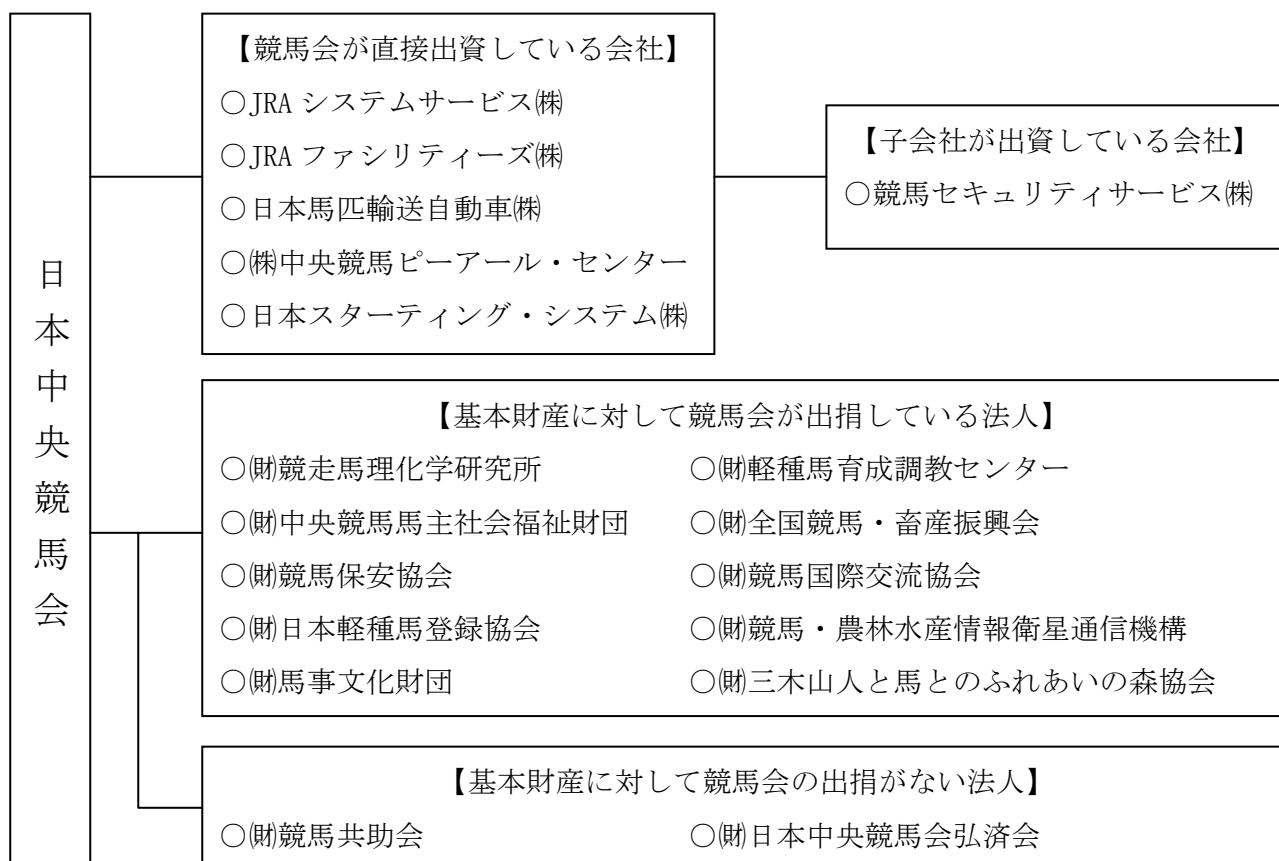 日本中央競馬会
【競馬会が直接出資している会社】
○JRA システムサービス㈱
○JRA ファシリティーズ㈱
○日本馬匹輸送自動車㈱
○㈱中央競馬ピーアール・センター
○日本スターティング・システム㈱
【子会社が出資している会社】
○競馬セキュリティサービス㈱
【基本財産に対して競馬会が出捐している法人】
○㈶競走馬理化学研究所
○㈶軽種馬育成調教センター
○㈶中央競馬馬主社会福祉財団
○㈶全国競馬・畜産振興会
○㈶競馬保安協会
○㈶競馬国際交流協会
○㈶日本軽種馬登録協会
○㈶競馬・農林水産情報衛星通信機構
○㈶馬事文化財団
○㈶三木山人と馬とのふれあいの森協会
【基本財産に対して競馬会の出捐がない法人】
○㈶競馬共助会
○㈶日本中央競馬会弘済会